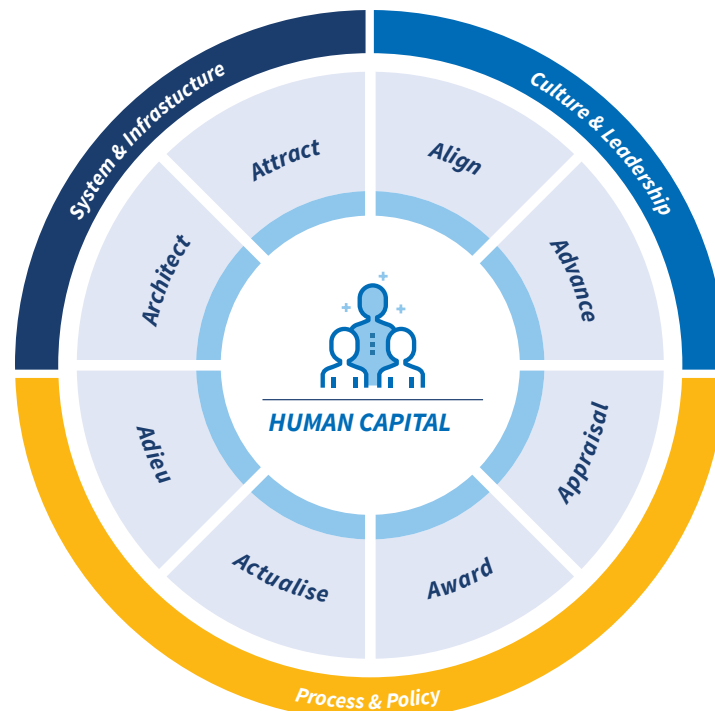 System & Infrastucture
Culture & Leadership
Attract
Align
Architect
Advance
HUMAN CAPITAL
Adieu
Appraisal
Actualise
Award
Process & Policy